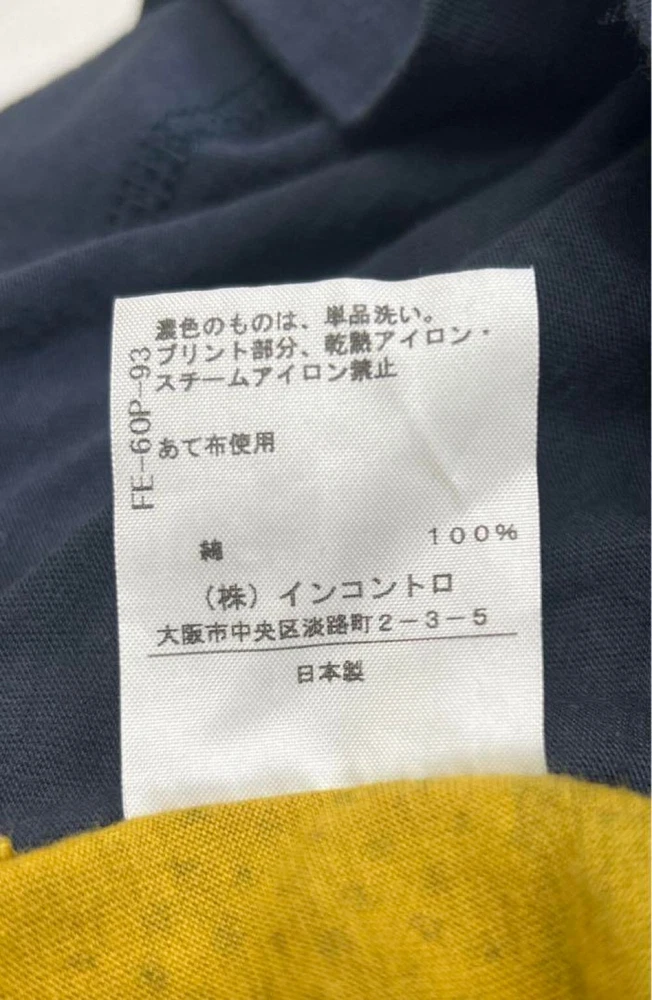 濃色のものは、単品洗い。
プリント部分、乾熱アイロン・
スチームアイロン禁止
あて布使用
FE-60P-93
綿 100%
(株)インコントロ
大阪市中央区淡路町2-3-5
日本製